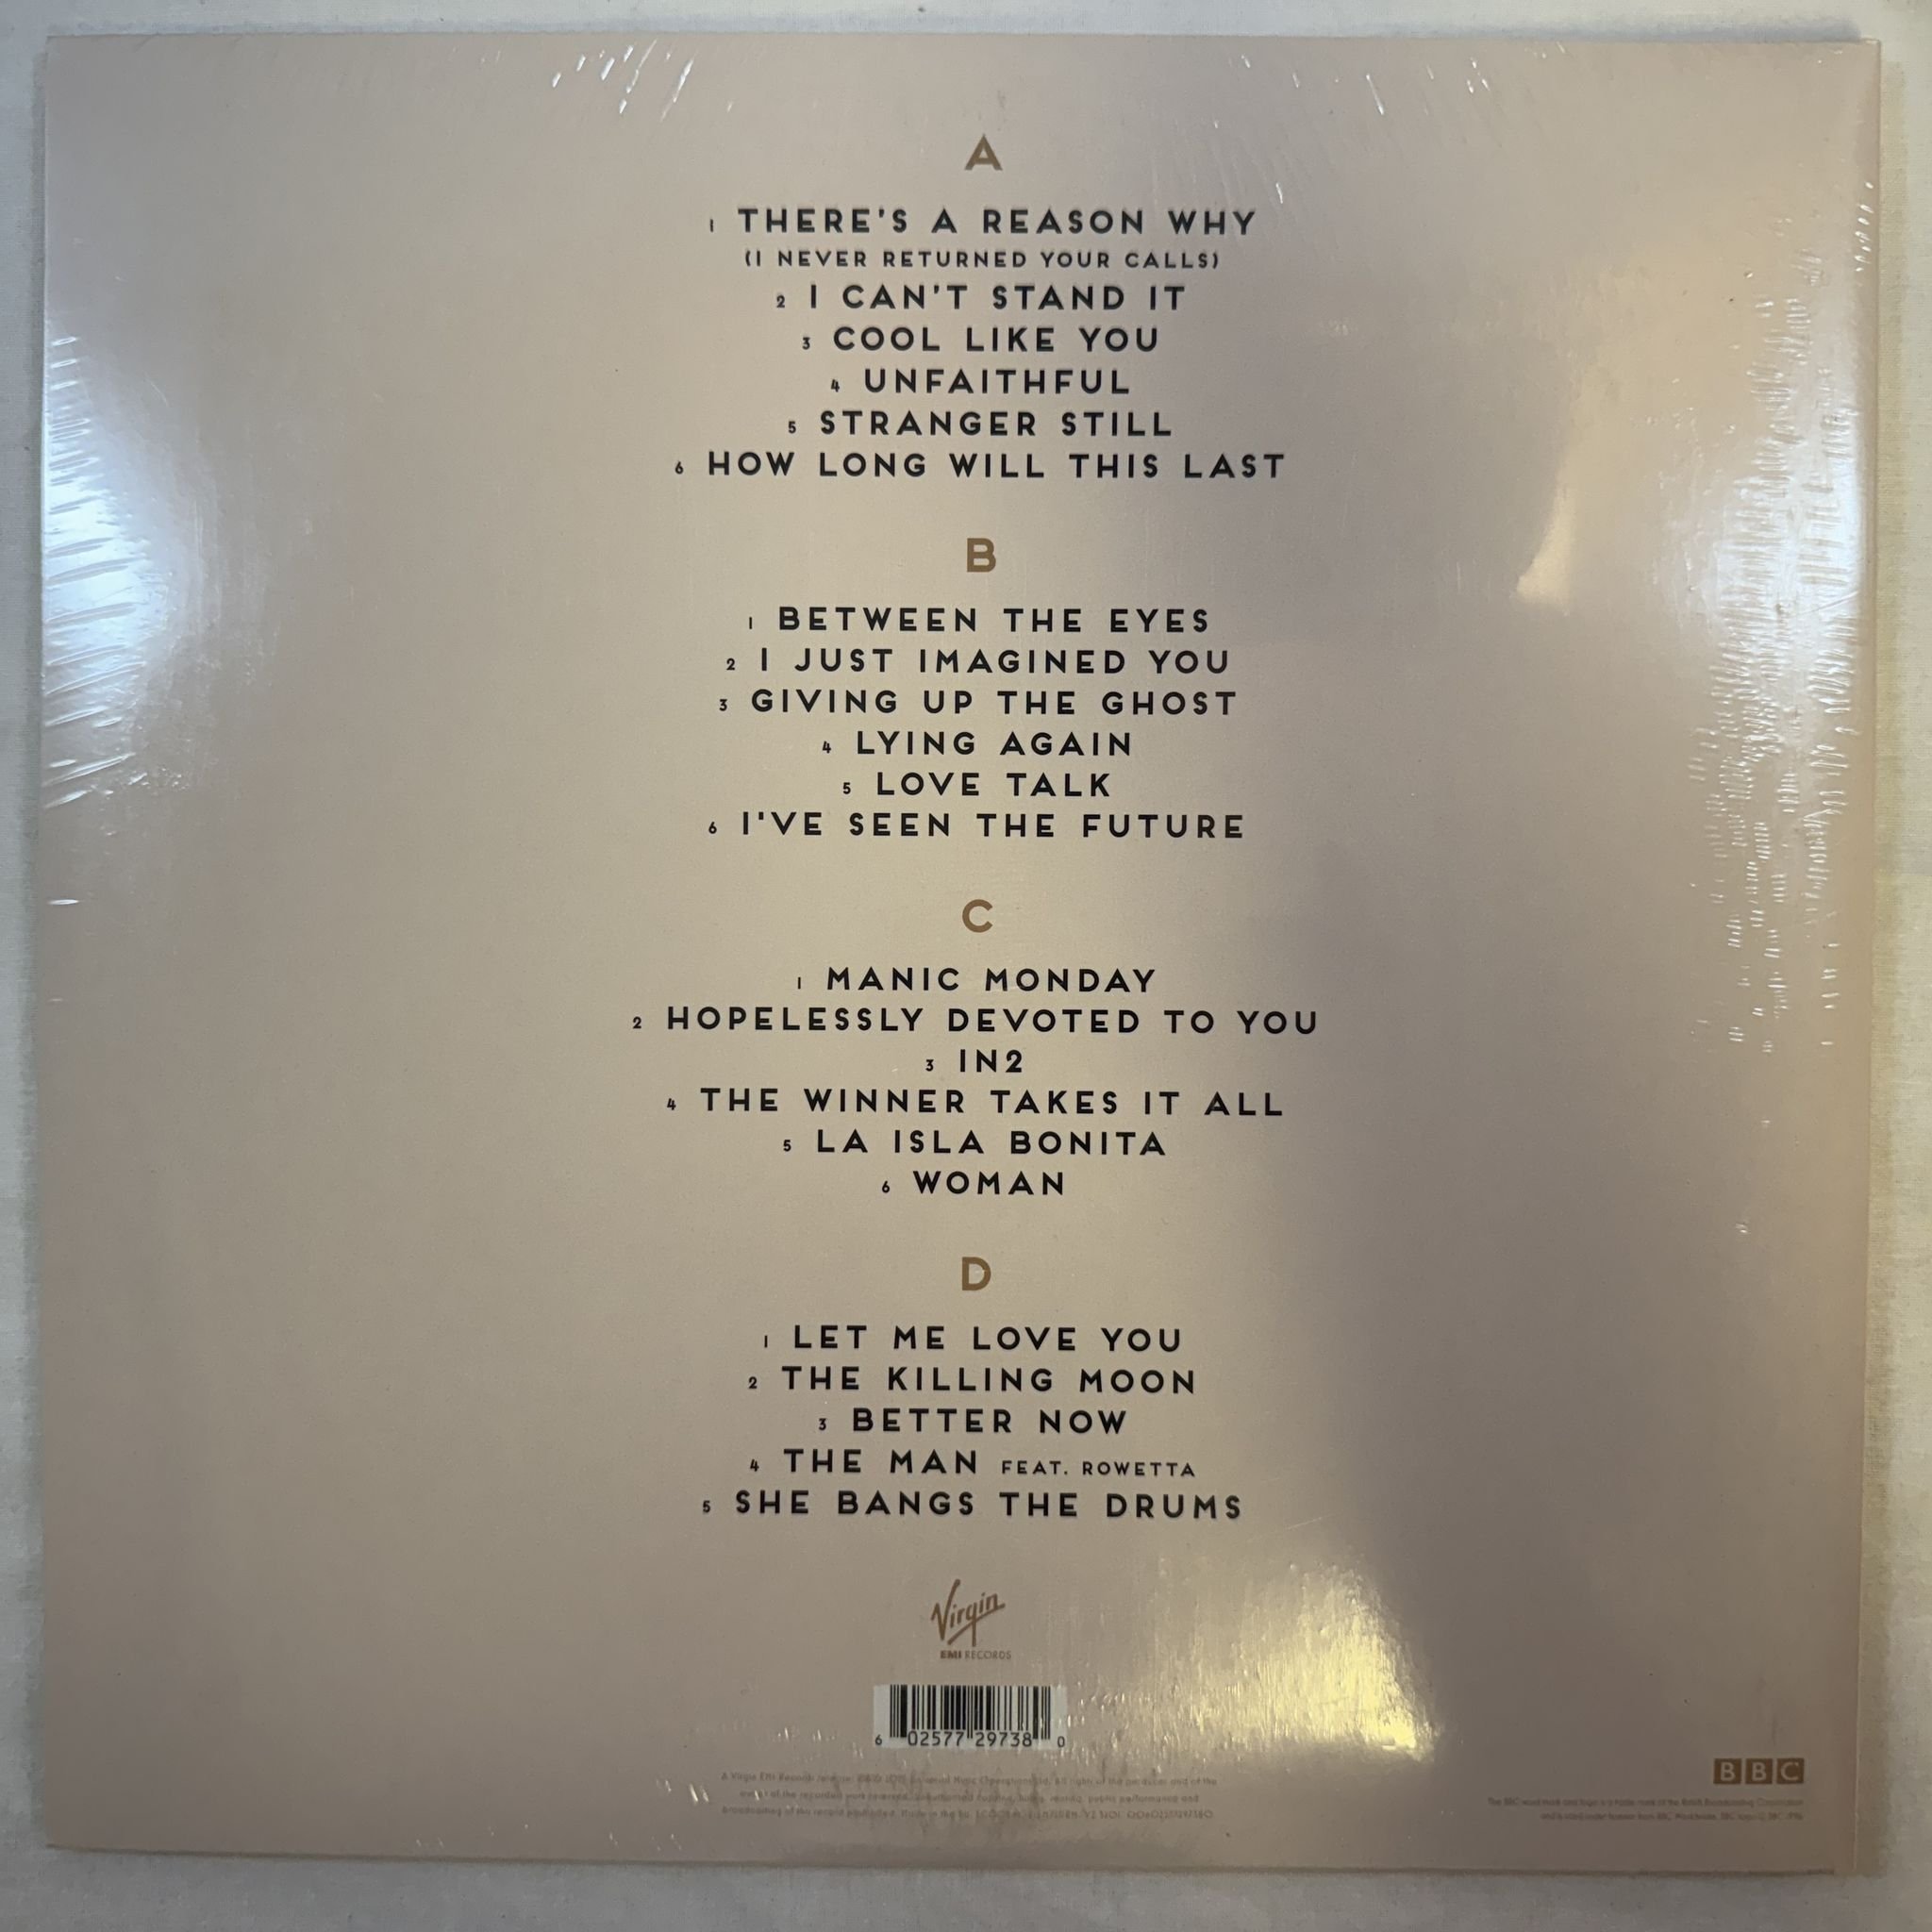 A
1 THERE'S A REASON WHY
(I NEVER RETURNED YOUR CALLS)
2 I CAN'T STAND IT
3 COOL LIKE YOU
4 UNFAITHFUL
5 STRANGER STILL
6 HOW LONG WILL THIS LAST
B
1 BETWEEN THE EYES
2 I JUST IMAGINED YOU
3 GIVING UP THE GHOST
4 LYING AGAIN
5 LOVE TALK
6 I'VE SEEN THE FUTURE
C
1 MANIC MONDAY
2 HOPELESSLY DEVOTED TO YOU
3 IN2
4 THE WINNER TAKES IT ALL
5 LA ISLA BONITA
6 WOMAN
D
1 LET ME LOVE YOU
2 THE KILLING MOON
3 BETTER NOW
4 THE MAN FEAT. ROWETTA
5 SHE BANGS THE DRUMS
Virgin
EMI RECORDS
6 02577 29738 0
BBC